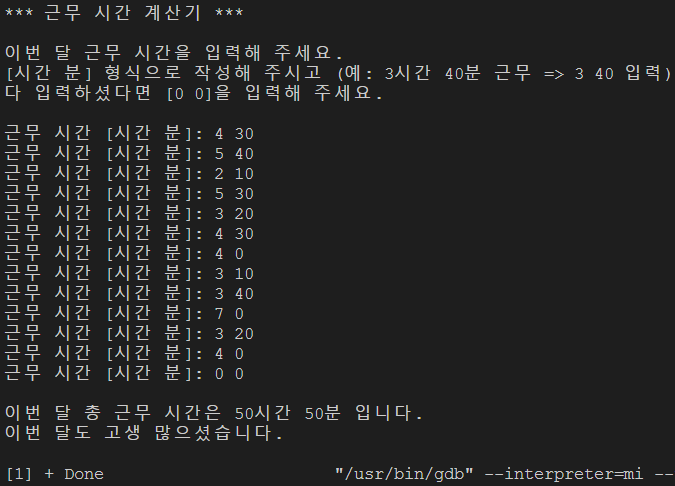 *** 근무 시간 계산기 ***
이번 달 근무 시간을 입력해 주세요.
[시간 분] 형식으로 작성해 주시고 (예: 3시간 40분 근무 => 3 40 입력)
다 입력하셨다면 [0 0]을 입력해 주세요.
근무 시간 [시간 분]: 4 30
근무 시간 [시간 분]: 5 40
근무 시간 [시간 분]: 2 10
근무 시간 [시간 분]: 5 30
근무 시간 [시간 분]: 3 20
근무 시간 [시간 분]: 4 30
근무 시간 [시간 분]: 4 0
근무 시간 [시간 분]: 3 10
근무 시간 [시간 분]: 3 40
근무 시간 [시간 분]: 7 0
근무 시간 [시간 분]: 3 20
근무 시간 [시간 분]: 4 0
근무 시간 [시간 분]: 0 0
이번 달 총 근무 시간은 50시간 50분 입니다.
이번 달도 고생 많으셨습니다.
[1] + Done "/usr/bin/gdb" --interpreter=mi --